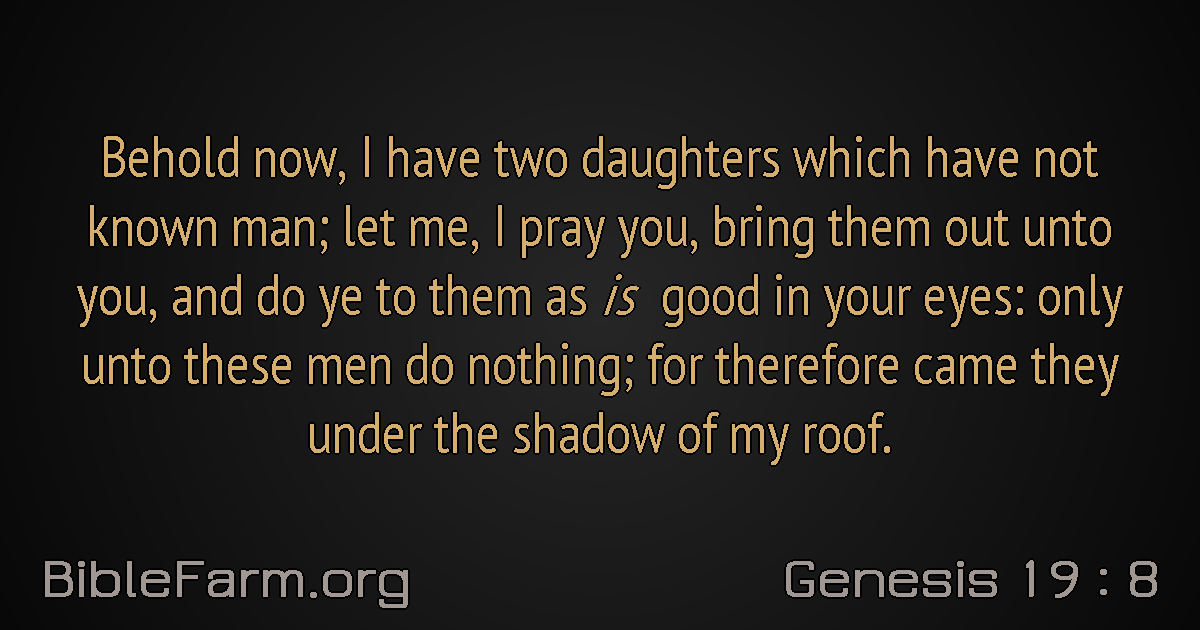 Behold now, I have two daughters which have not
known man; let me, I pray you, bring them out unto
you, and do ye to them as is good in your eyes: only
unto these men do nothing; for therefore came they
under the shadow of my roof.
BibleFarm.org
Genesis 19 : 8